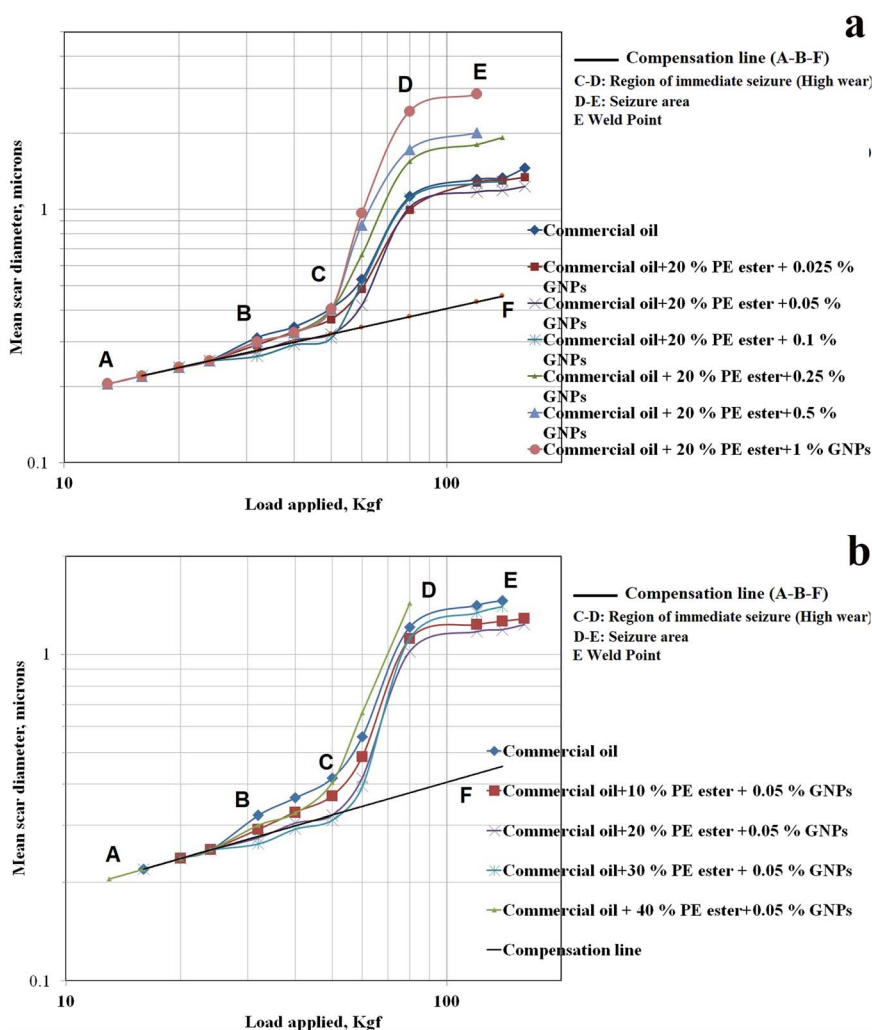 a
Compensation line (A-B-F)
C-D: Region of immediate seizure (High wear)
D-E: Seizure area
E Weld Point
Mean scar diameter, microns
1
0.1
A
B
C
D
E
F
Commercial oil
Commercial oil+20 % PE ester + 0.025 %
GNPs
Commercial oil+20 % PE ester +0.05 %
GNPs
Commercial oil+20 % PE ester + 0.1 %
GNPs
Commercial oil + 20 % PE ester+0.25 %
GNPs
Commercial oil + 20 % PE ester+0.5 %
GNPs
Commercial oil + 20 % PE ester+1 % GNPs
10
100
Load applied, Kgf
b
Compensation line (A-B-F)
C-D: Region of immediate seizure (High wear)
D-E: Seizure area
E Weld Point
Mean scar diameter, microns
1
0.1
A
B
C
D
E
F
Commercial oil
Commercial oil+10 % PE ester + 0.05 % GNPs
Commercial oil+20 % PE ester +0.05 % GNPs
Commercial oil+30 % PE ester + 0.05 % GNPs
Commercial oil + 40 % PE ester+0.05 % GNPs
Compensation line
10
100
Load applied, Kgf